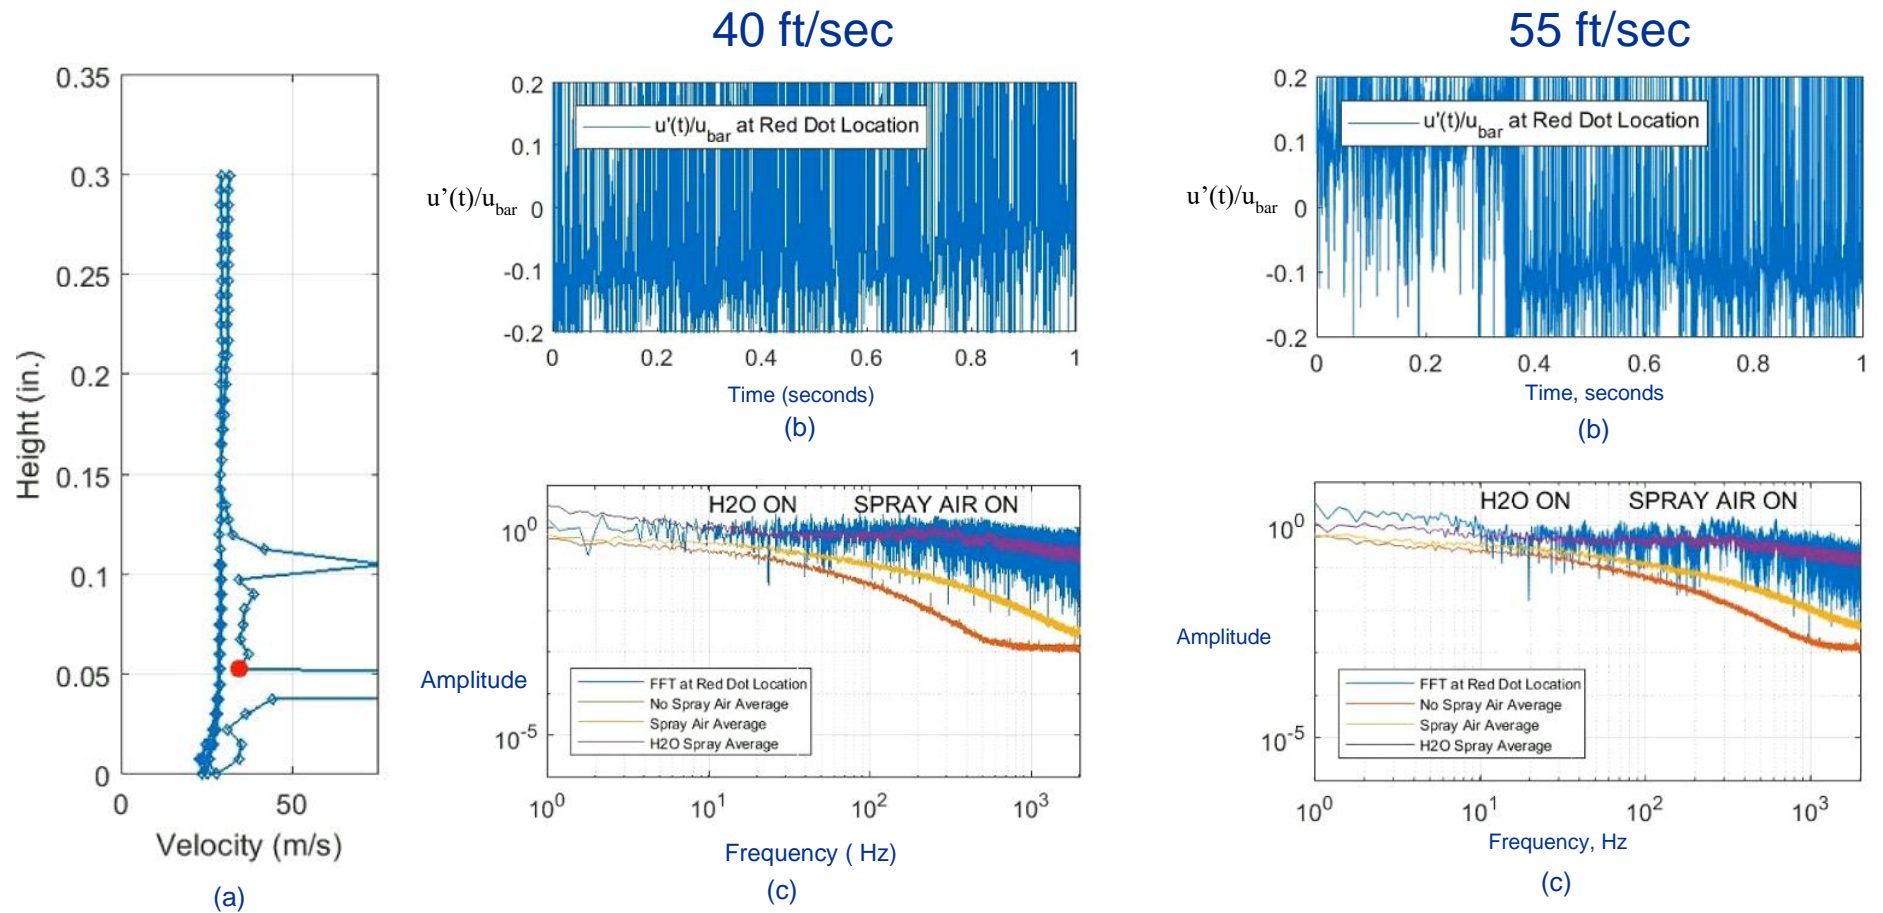 40 ft/sec
55 ft/sec
0.35
0.3
0.25
0.2
0.15
0.1
0.05
0
Height (in.)
0
50
Velocity (m/s)
(a)
0.2
0.1
0
-0.1
-0.2
u'(t)/u_bar at Red Dot Location
u’(t)/u_bar
0
0.2
0.4
0.6
0.8
1
Time (seconds)
(b)
0.2
0.1
0
-0.1
-0.2
u'(t)/u_bar at Red Dot Location
u’(t)/u_bar
0
0.2
0.4
0.6
0.8
1
Time, seconds
(b)
H2O ON
SPRAY AIR ON
10^0
10^-5
Amplitude
FFT at Red Dot Location
No Spray Air Average
Spray Air Average
H2O Spray Average
10^0
10^1
10^2
10^3
Frequency ( Hz)
(c)
H2O ON
SPRAY AIR ON
10^0
10^-5
Amplitude
FFT at Red Dot Location
No Spray Air Average
Spray Air Average
H2O Spray Average
10^0
10^1
10^2
10^3
Frequency, Hz
(c)